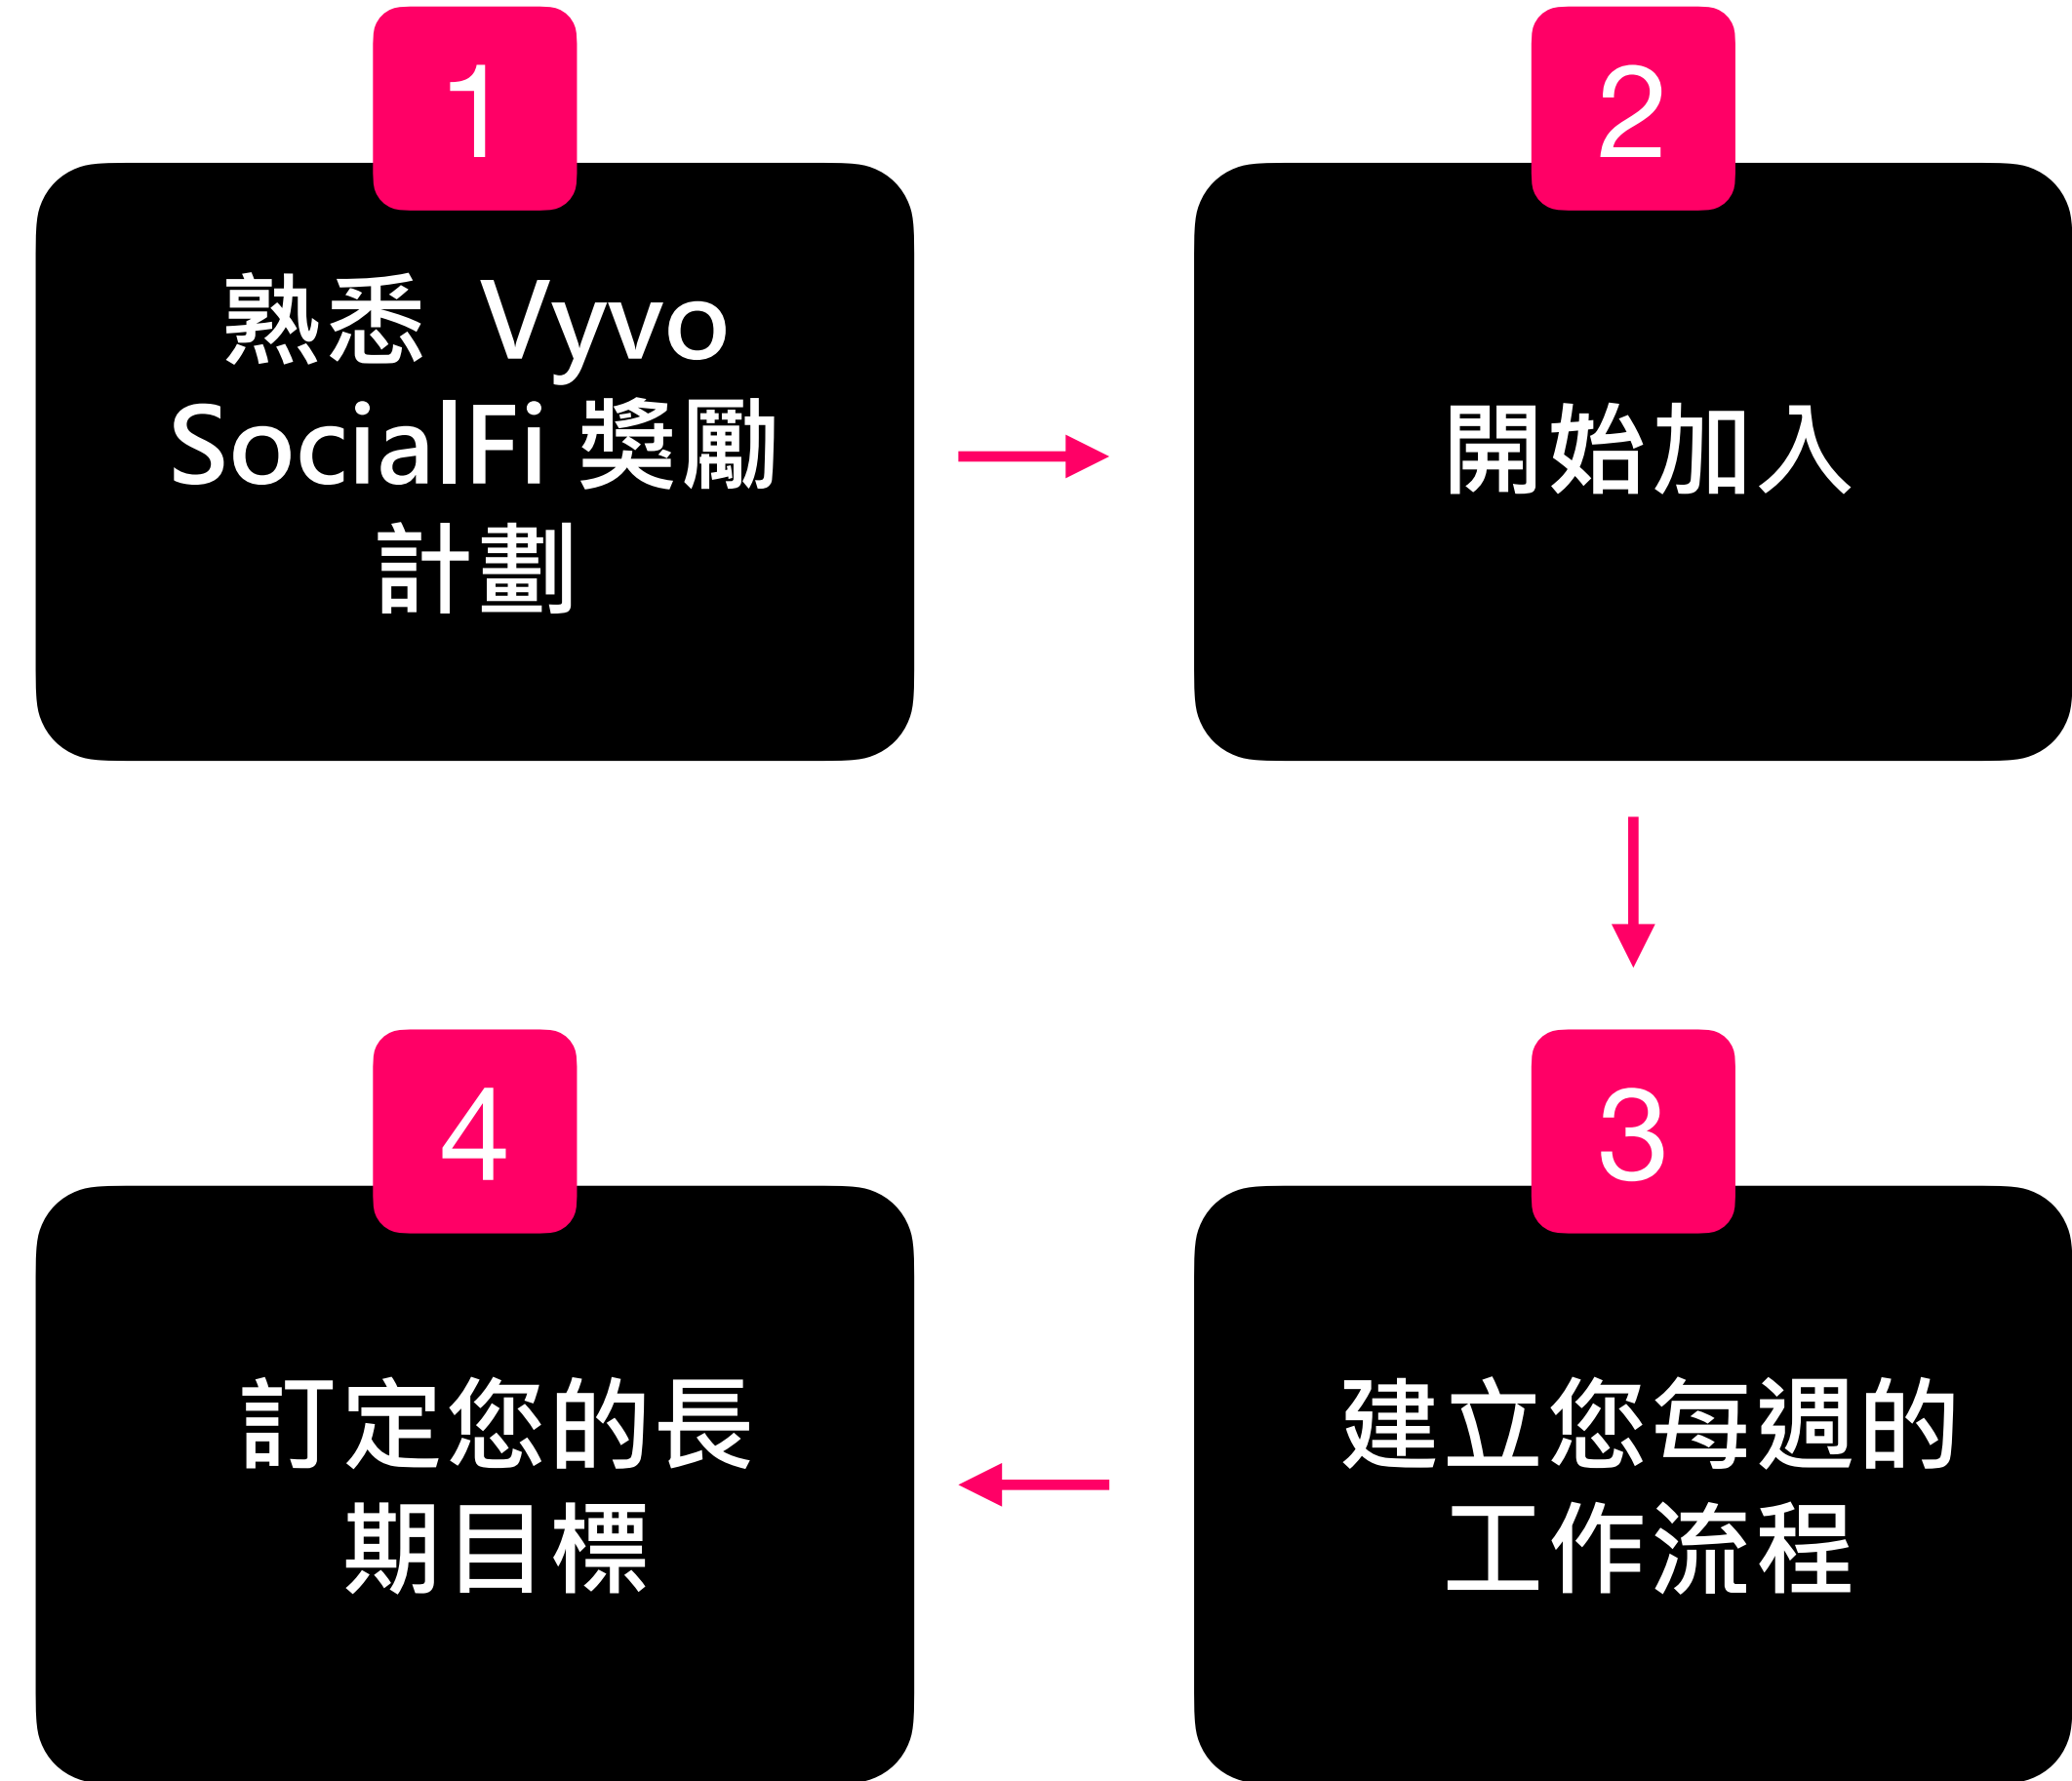 1
熟悉 Vyvo
SocialFi 獎勵
計劃
2
開始加入
3
建立您每週的
工作流程
4
訂定您的長
期目標